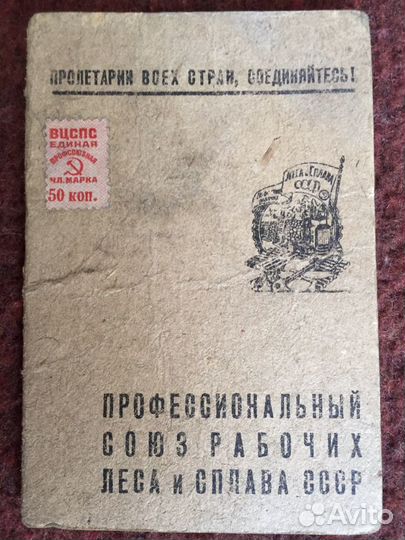 ПРОЛЕТАРИИ ВСЕХ СТРАН, СОЕДИНЯЙТЕСЬ!
ВЦСПС
ЕДИНАЯ
ПРОФСОЮЗНАЯ
ЧЛ. МАРКА
50 коп.
ЛЕСА и СПЛАВА
СССР
ПРОФЕССИОНАЛЬНЫЙ
СОЮЗ РАБОЧИХ
ЛЕСА и СПЛАВА СССР
Avito